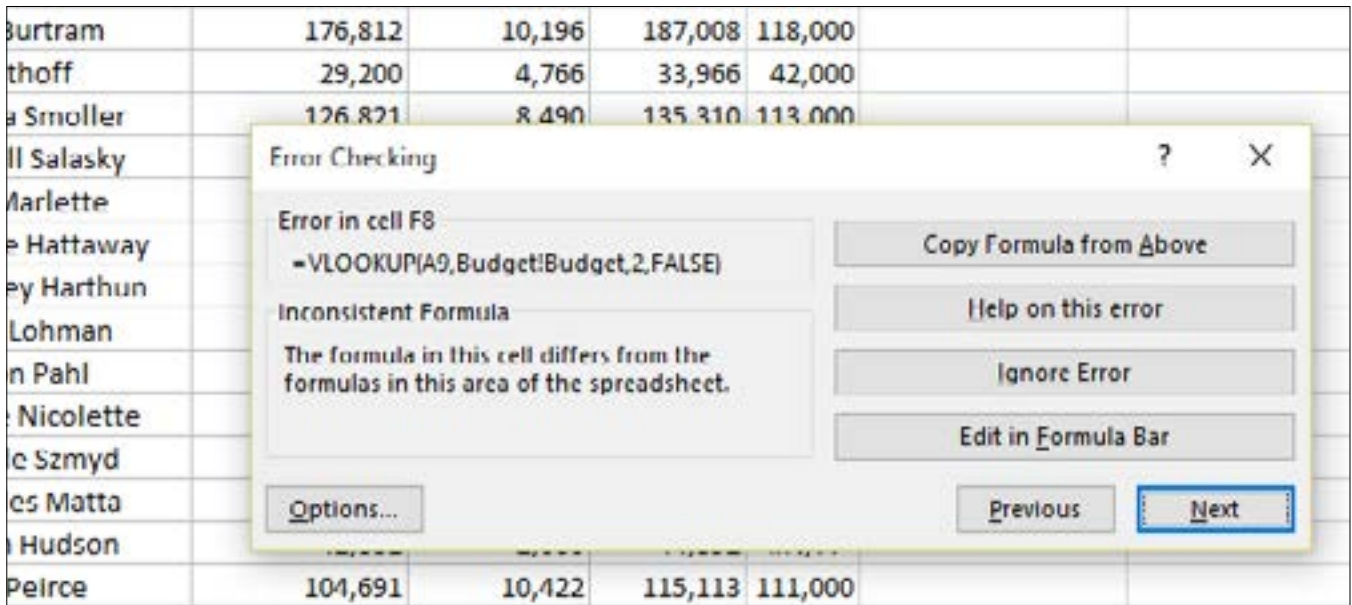 Burtram 176,812 10,196 187,008 118,000
thoff 29,200 4,766 33,966 42,000
a Smoller 126,821 8,490 135,310 113,000
ll Salasky
Marlette
e Hattaway
ey Harthun
Lohman
n Pahl
e Nicolette
le Szmyd
es Matta
n Hudson
Peirce 104,691 10,422 115,113 111,000
Error Checking ? X
Error in cell F8
=VLOOKUP(A9,Budget!Budget,2,FALSE)
Inconsistent Formula
The formula in this cell differs from the
formulas in this area of the spreadsheet.
Copy Formula from Above
Help on this error
Ignore Error
Edit in Formula Bar
Options...
Previous
Next